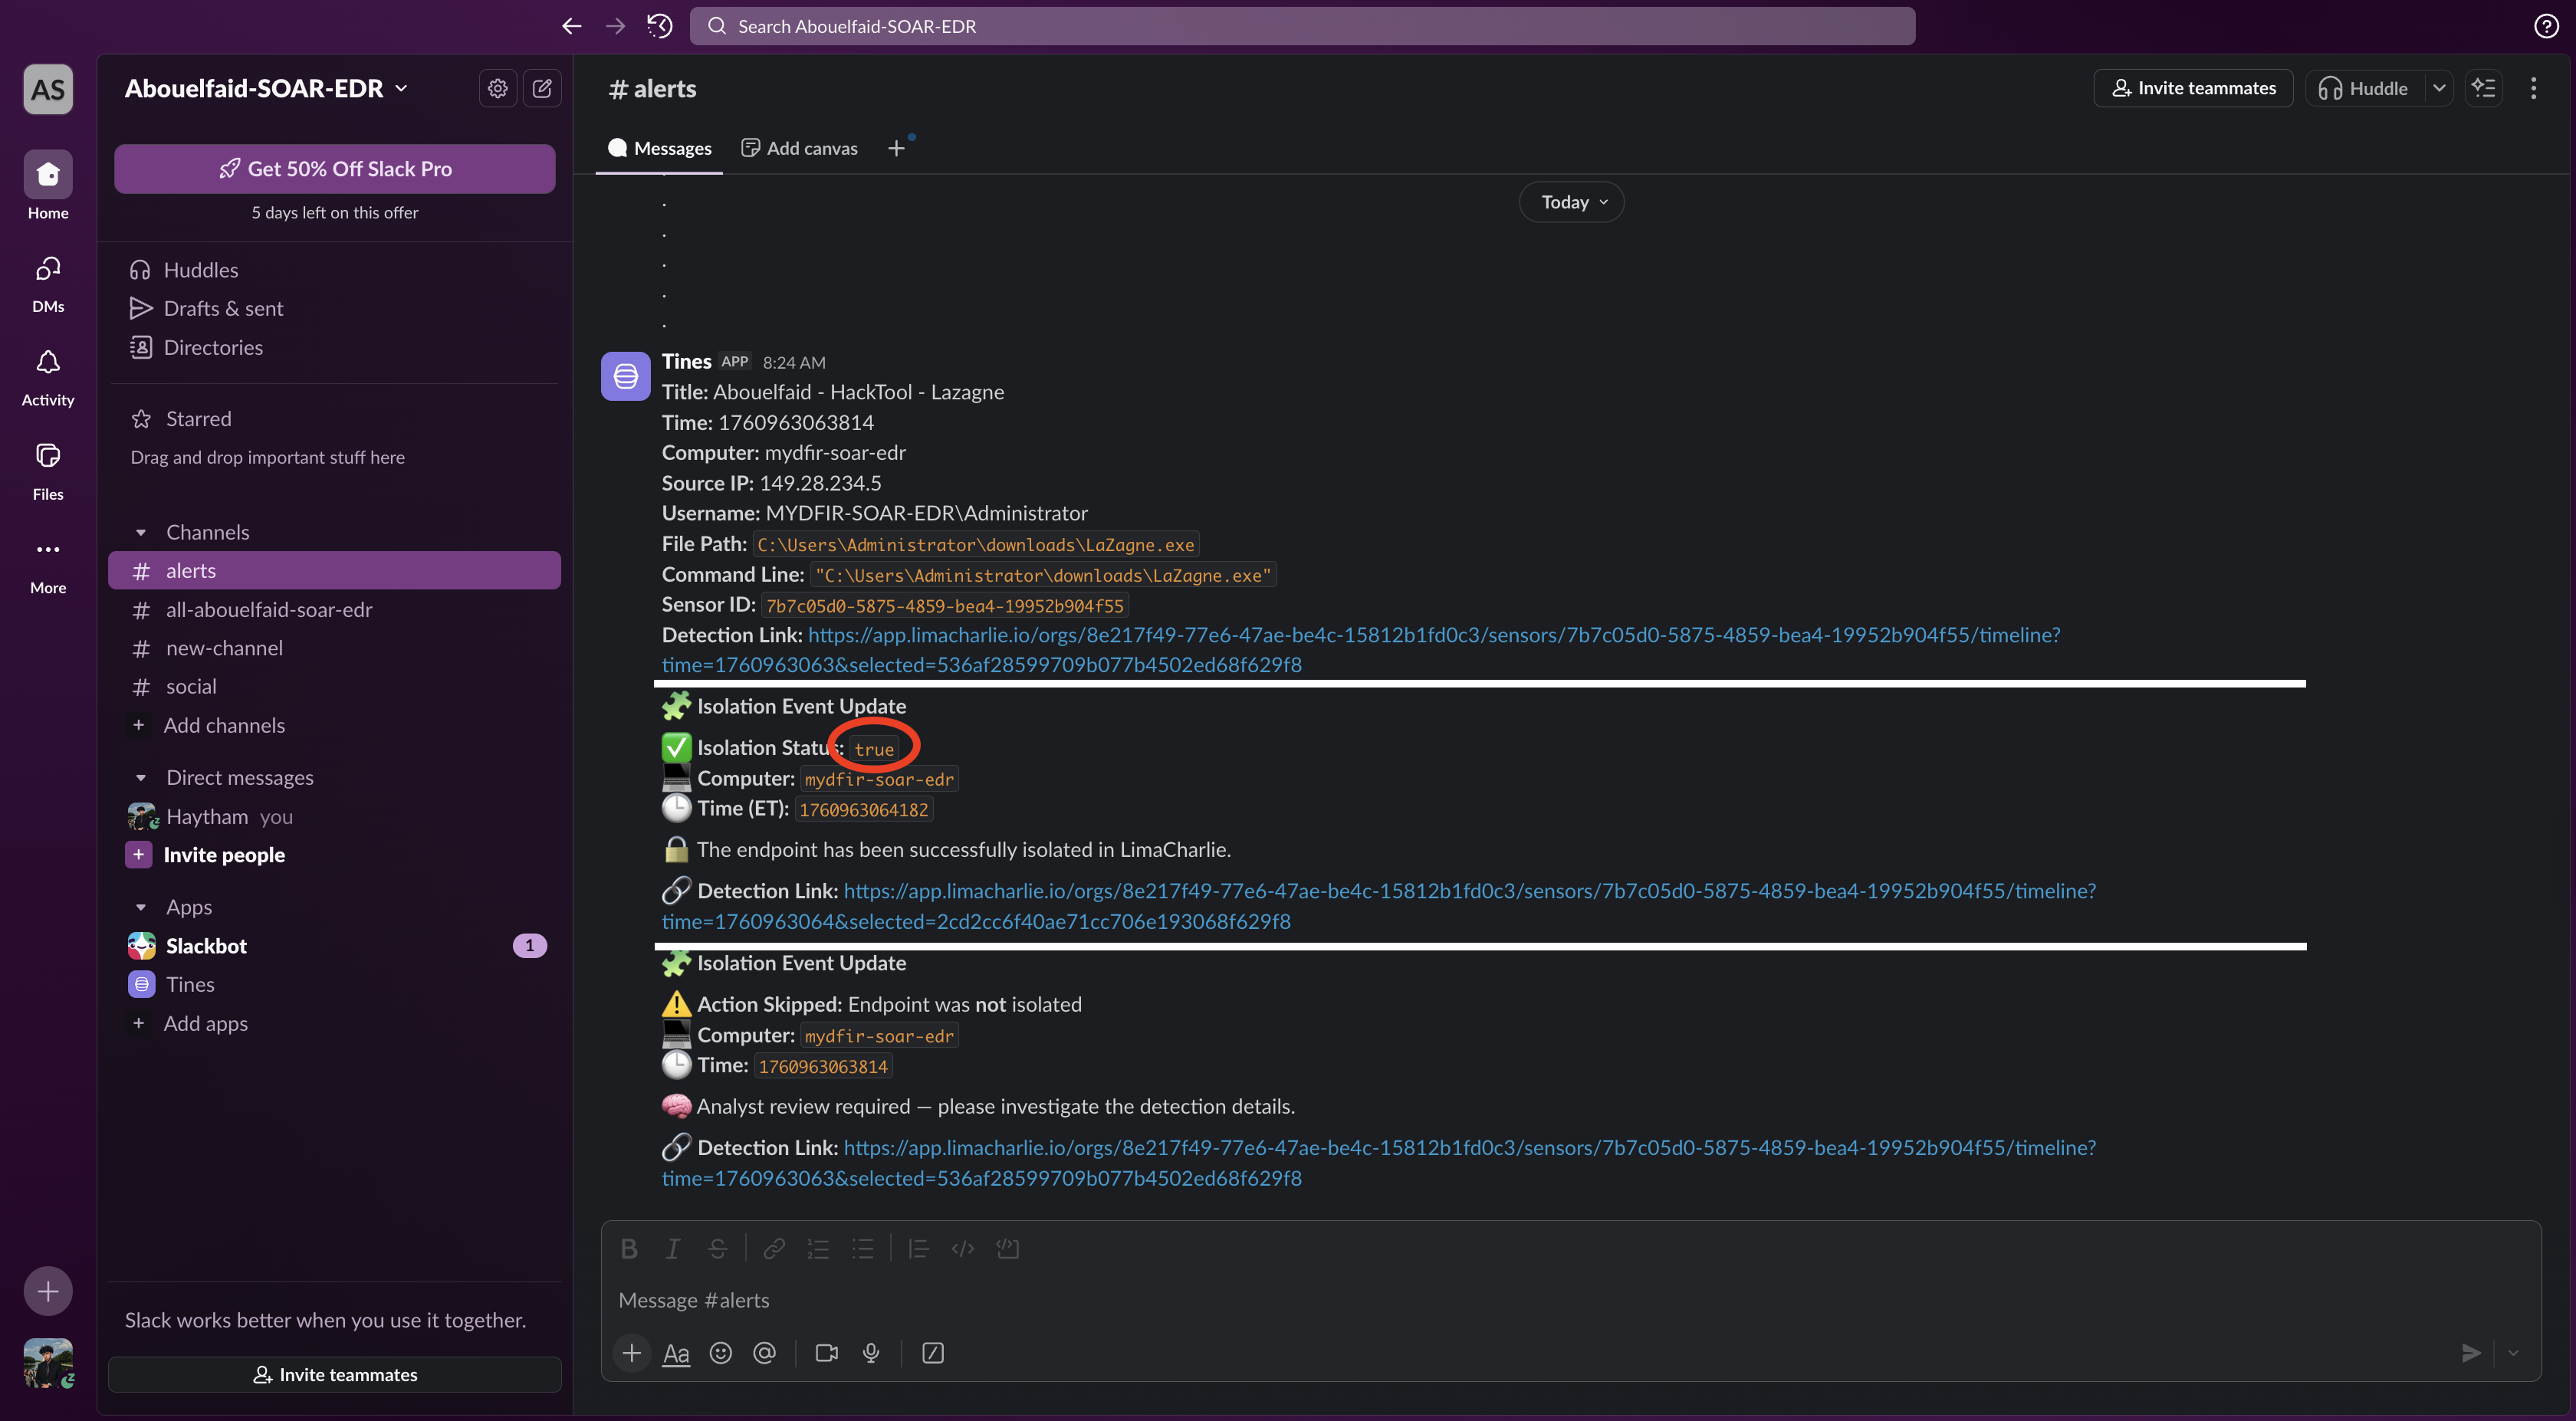 Search Abouelfaid-SOAR-EDR
AS
Home
DMs
Activity
Files
More
Abouelfaid-SOAR-EDR
Get 50% Off Slack Pro
5 days left on this offer
Huddles
Drafts & sent
Directories
Starred
Drag and drop important stuff here
Channels
# alerts
# all-abouelfaid-soar-edr
# new-channel
# social
+ Add channels
Direct messages
Haytham you
+ Invite people
Apps
Slackbot 1
Tines
+ Add apps
Slack works better when you use it together.
Invite teammates
# alerts
Invite teammates
Huddle
Messages
Add canvas
Today
.
.
.
.
.
Tines APP 8:24 AM
Title: Abouelfaid - HackTool - Lazagne
Time: 1760963063814
Computer: mydfir-soar-edr
Source IP: 149.28.234.5
Username: MYDFIR-SOAR-EDR\Administrator
File Path: C:\Users\Administrator\downloads\LaZagne.exe
Command Line: "C:\Users\Administrator\downloads\LaZagne.exe"
Sensor ID: 7b7c05d0-5875-4859-bea4-19952b904f55
Detection Link: https://app.limacharlie.io/orgs/8e217f49-77e6-47ae-be4c-15812b1fd0c3/sensors/7b7c05d0-5875-4859-bea4-19952b904f55/timeline?
time=1760963063&selected=536af28599709b077b4502ed68f629f8
🧩 Isolation Event Update
✅ Isolation Status: true
💻 Computer: mydfir-soar-edr
🕒 Time (ET): 1760963064182
🔒 The endpoint has been successfully isolated in LimaCharlie.
🔗 Detection Link: https://app.limacharlie.io/orgs/8e217f49-77e6-47ae-be4c-15812b1fd0c3/sensors/7b7c05d0-5875-4859-bea4-19952b904f55/timeline?
time=1760963064&selected=2cd2cc6f40ae71cc706e193068f629f8
🧩 Isolation Event Update
⚠️ Action Skipped: Endpoint was not isolated
💻 Computer: mydfir-soar-edr
🕒 Time: 1760963063814
🧠 Analyst review required — please investigate the detection details.
🔗 Detection Link: https://app.limacharlie.io/orgs/8e217f49-77e6-47ae-be4c-15812b1fd0c3/sensors/7b7c05d0-5875-4859-bea4-19952b904f55/timeline?
time=1760963063&selected=536af28599709b077b4502ed68f629f8
B I S
Message #alerts
+ Aa @